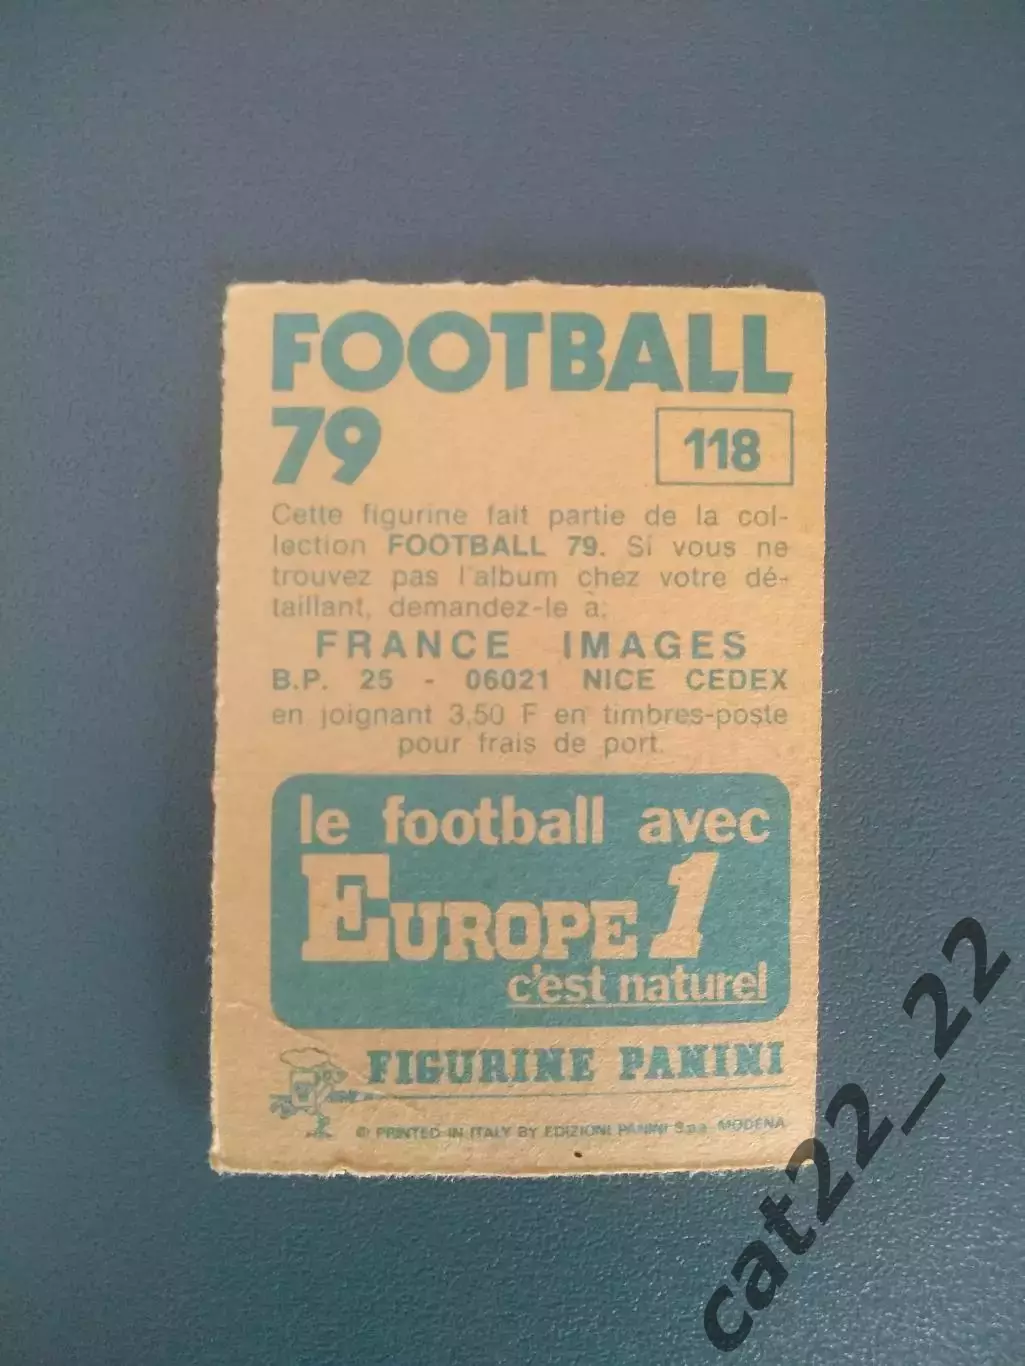 FOOTBALL
79
118
Cette figurine fait partie de la col-
lection FOOTBALL 79. Si vous ne
trouvez pas l'album chez votre dé-
taillant, demandez-le à:
FRANCE IMAGES
B.P. 25 - 06021 NICE CEDEX
en joignant 3,50 F en timbres-poste
pour frais de port.
le football avec
EUROPE 1
c'est naturel
FIGURINE PANINI
© PRINTED IN ITALY BY EDIZIONI PANINI S.p.a. MODENA
cat22_22